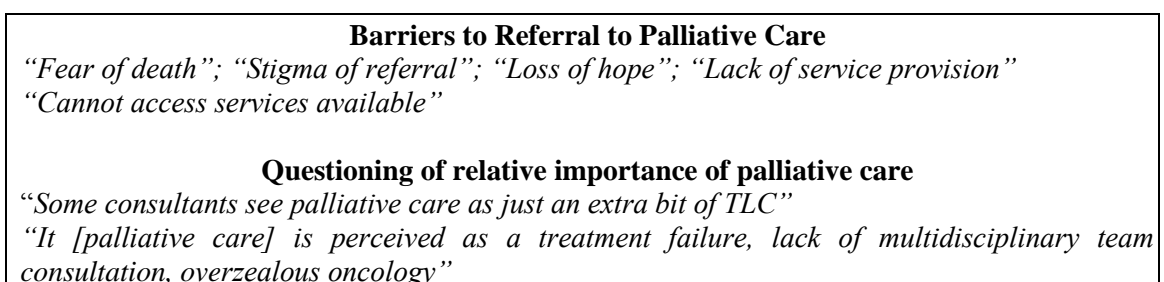 Barriers to Referral to Palliative Care
“Fear of death”; “Stigma of referral”; “Loss of hope”; “Lack of service provision”
“Cannot access services available”
Questioning of relative importance of palliative care
“Some consultants see palliative care as just an extra bit of TLC”
“It [palliative care] is perceived as a treatment failure, lack of multidisciplinary team
consultation, overzealous oncology”